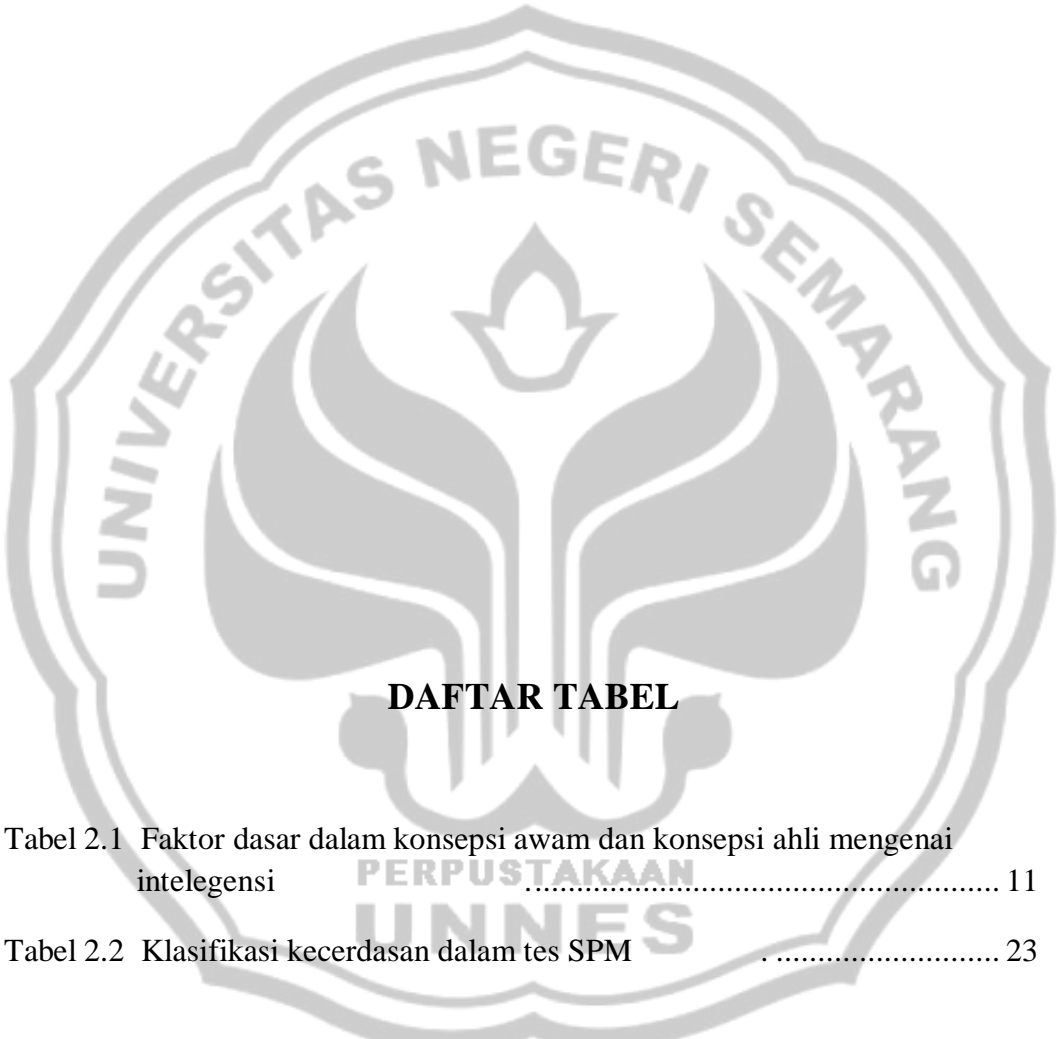 UNIVERSITAS NEGERI SEMARANG
DAFTAR TABEL
Tabel 2.1 Faktor dasar dalam konsepsi awam dan konsepsi ahli mengenai
intelegensi ......................................................... 11
PERPUSTAKAAN
UNNES
Tabel 2.2 Klasifikasi kecerdasan dalam tes SPM . ........................... 23